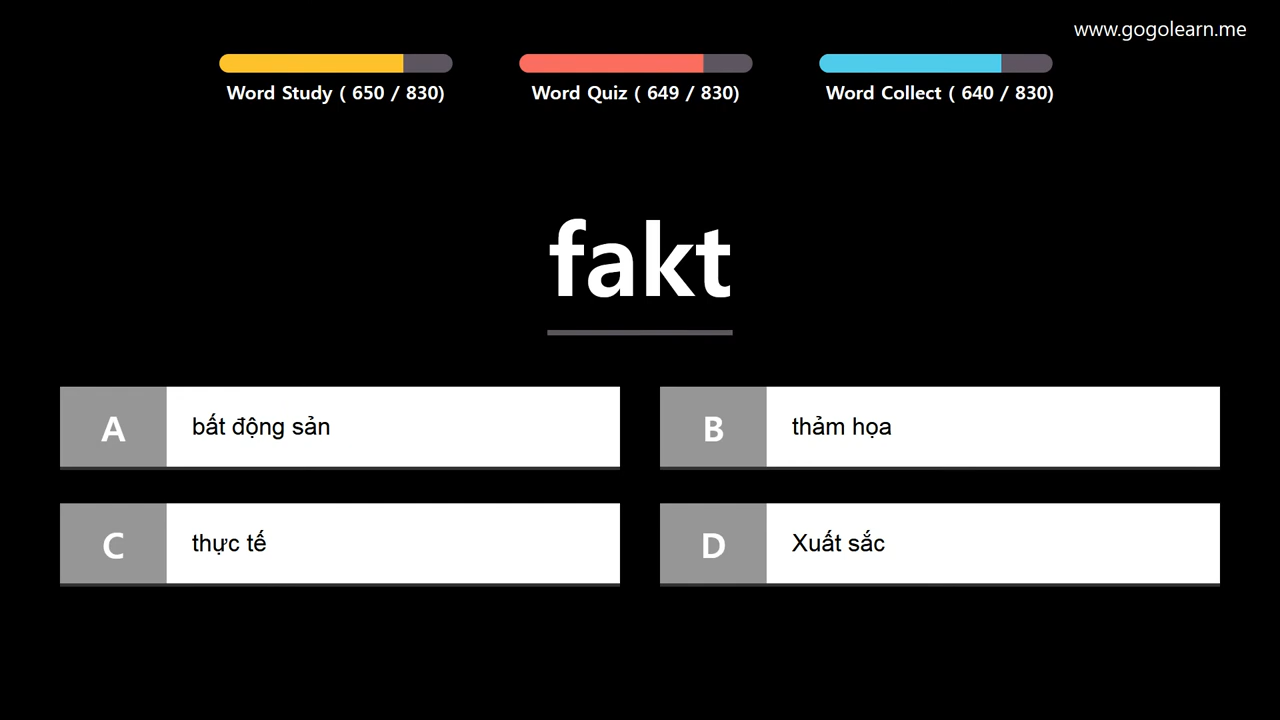 www.gogolearn.me
Word Study ( 650 / 830)
Word Quiz ( 649 / 830)
Word Collect ( 640 / 830)
fakt
A bất động sản
B thảm họa
C thực tế
D Xuất sắc